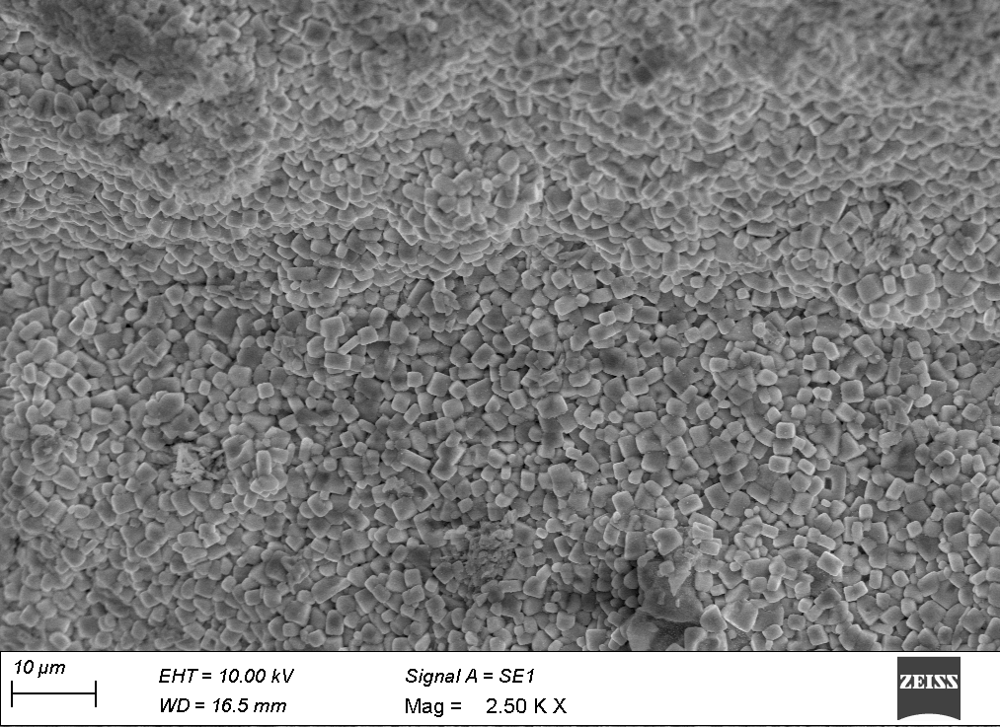 10 µm
EHT = 10.00 kV
Signal A = SE1
WD = 16.5 mm
Mag = 2.50 K X
ZEISS